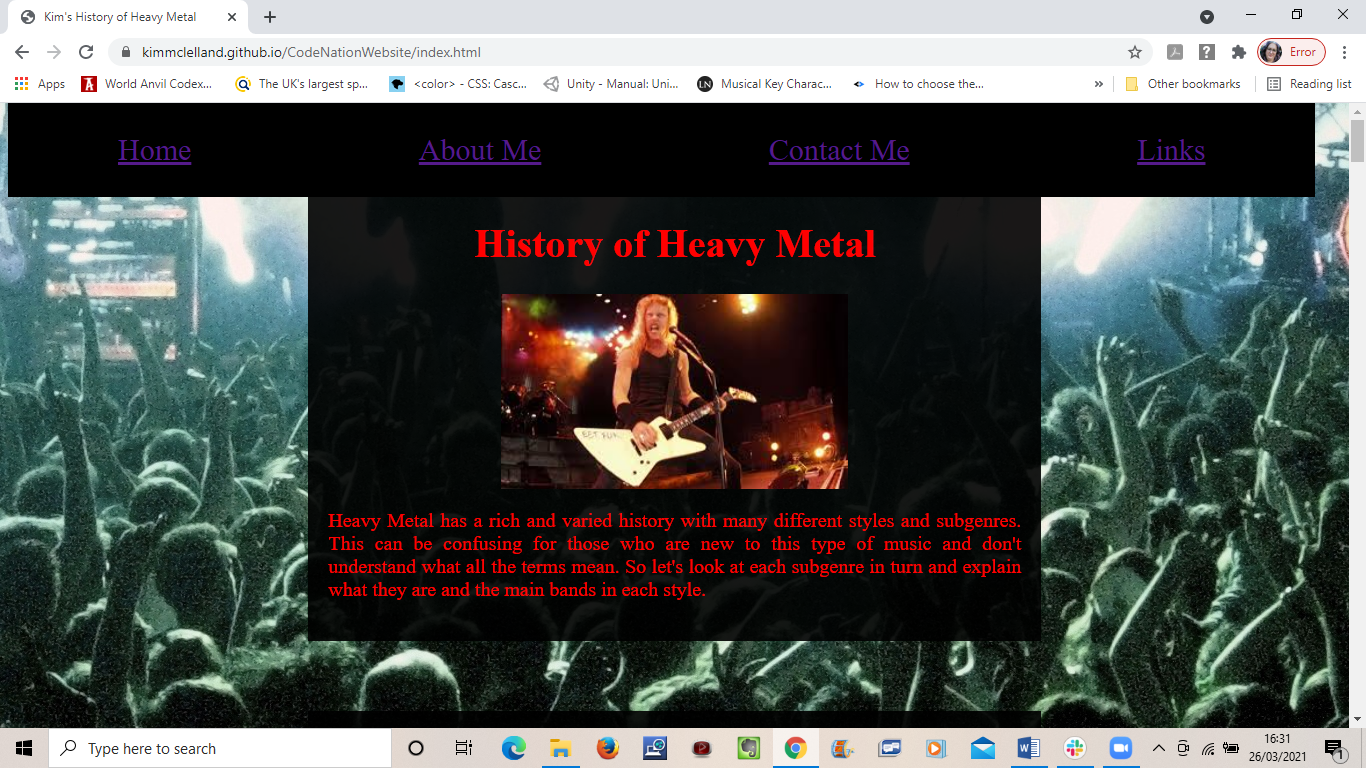 Kim's History of Heavy Metal
kimmclelland.github.io/CodeNationWebsite/index.html
Error
Apps World Anvil Codex... The UK's largest sp... <color> - CSS: Casc... Unity - Manual: Uni... LN Musical Key Charac... How to choose the... » Other bookmarks Reading list
Home About Me Contact Me Links
History of Heavy Metal
Heavy Metal has a rich and varied history with many different styles and subgenres.
This can be confusing for those who are new to this type of music and don't
understand what all the terms mean. So let's look at each subgenre in turn and explain
what they are and the main bands in each style.
Type here to search
16:31
26/03/2021
1